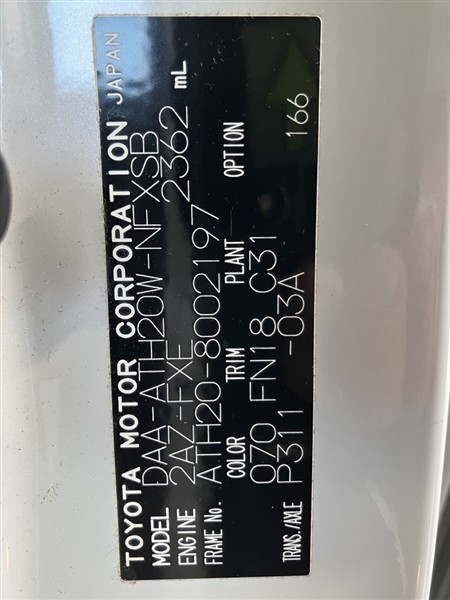 TOYOTA MOTOR CORPORATION JAPAN
MODEL DAA-ATH20W-NFXSB
ENGINE 2AZ-FXE 2362 mL
FRAME No. ATH20-8002197
COLOR TRIM PLANT OPTION
070 FN18 C31 166
TRANS./AXLE P311 -03A